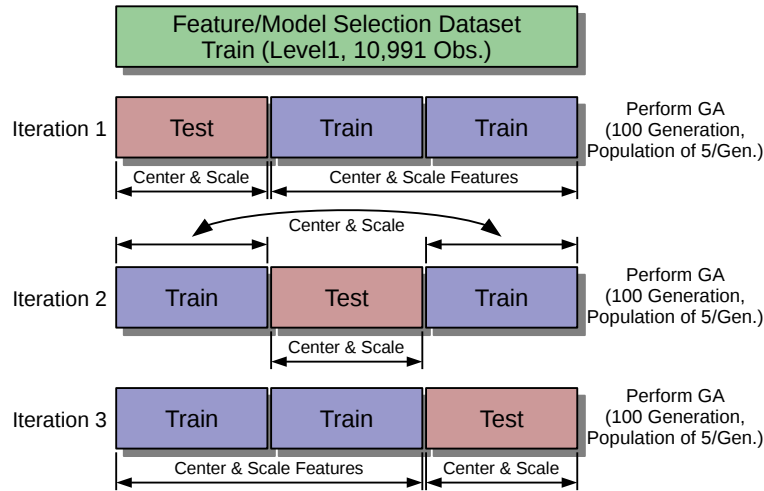 Feature/Model Selection Dataset
Train (Level1, 10,991 Obs.)
Iteration 1
Test
Train
Train
Perform GA
(100 Generation,
Population of 5/Gen.)
Center & Scale
Center & Scale Features
Center & Scale
Iteration 2
Train
Test
Train
Perform GA
(100 Generation,
Population of 5/Gen.)
Center & Scale
Iteration 3
Train
Train
Test
Perform GA
(100 Generation,
Population of 5/Gen.)
Center & Scale Features
Center & Scale